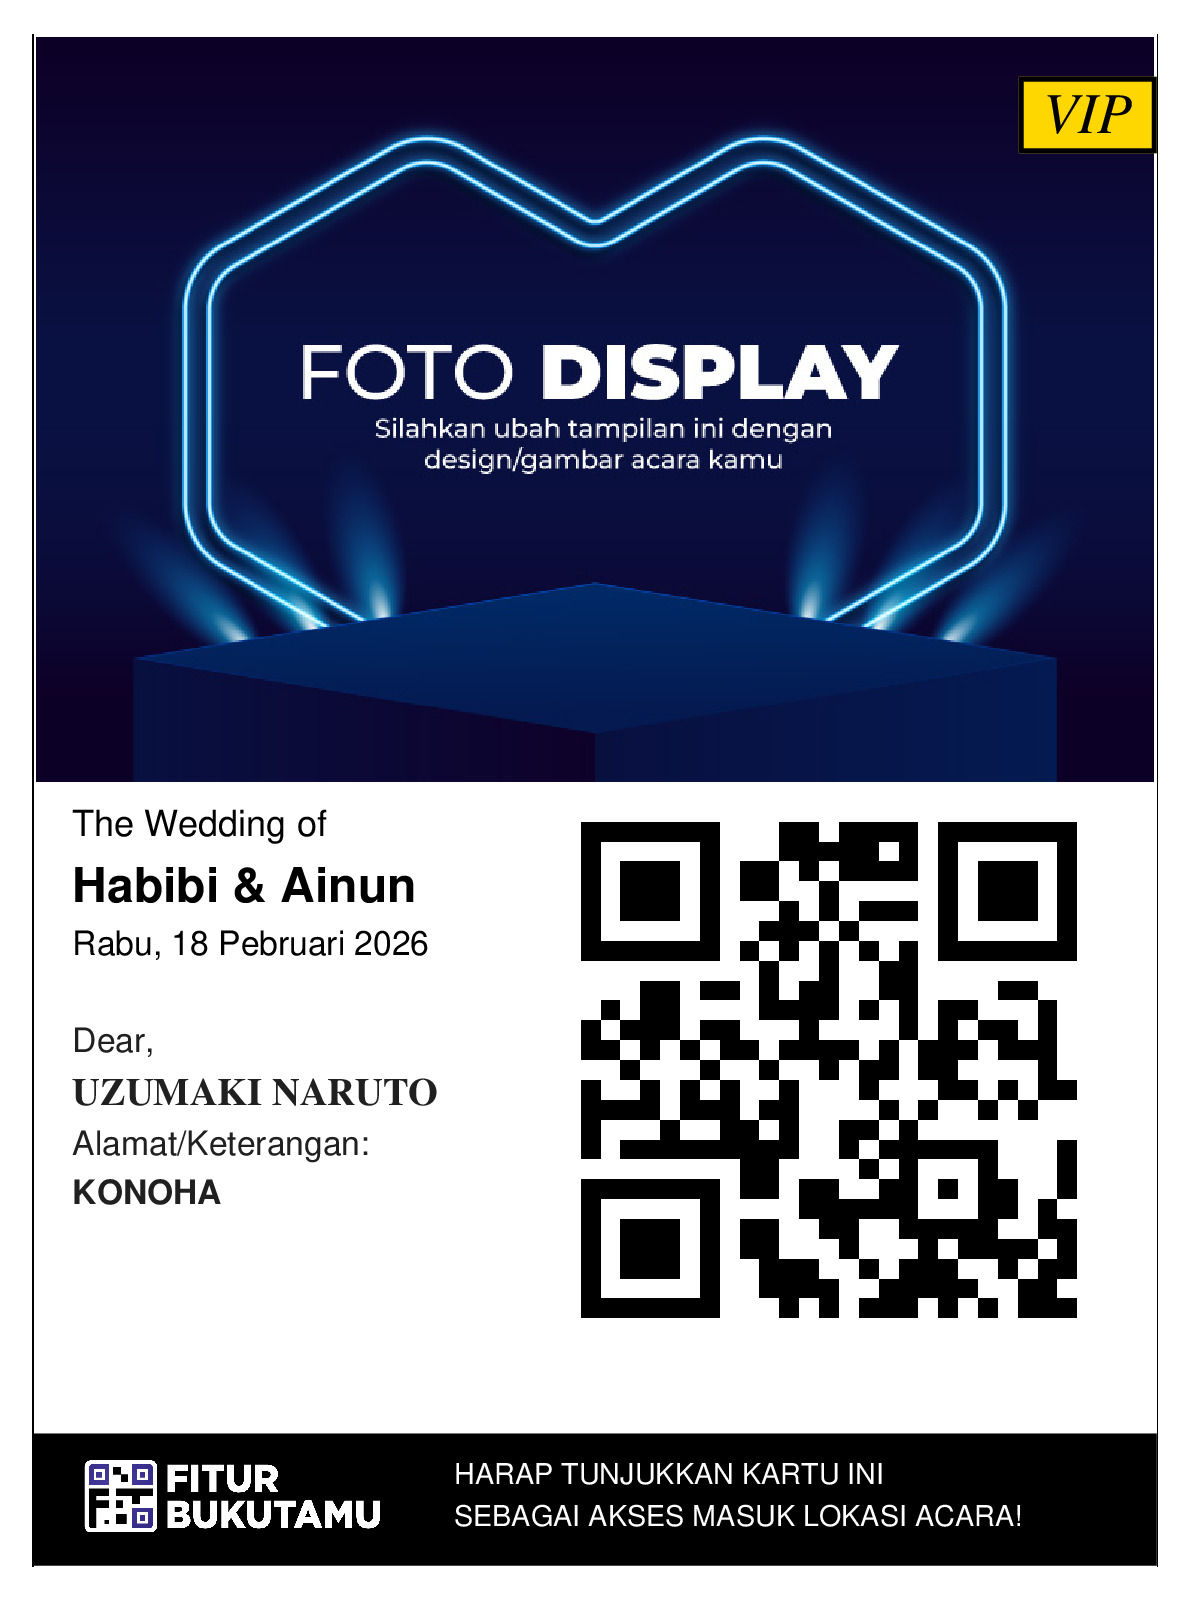 VIP
FOTO DISPLAY
Silahkan ubah tampilan ini dengan
design/gambar acara kamu
The Wedding of
Habibi & Ainun
Rabu, 18 Pebruari 2026
Dear,
UZUMAKI NARUTO
Alamat/Keterangan:
KONOHA
FITUR
BUKUTAMU
HARAP TUNJUKKAN KARTU INI
SEBAGAI AKSES MASUK LOKASI ACARA!